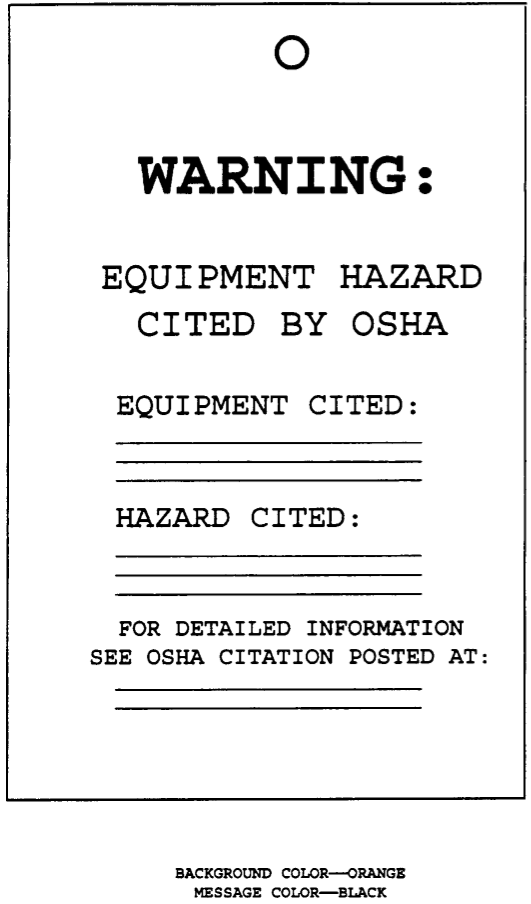 WARNING:
EQUIPMENT HAZARD
CITED BY OSHA
EQUIPMENT CITED:
HAZARD CITED:
FOR DETAILED INFORMATION
SEE OSHA CITATION POSTED AT:
BACKGROUND COLOR—ORANGE
MESSAGE COLOR—BLACK